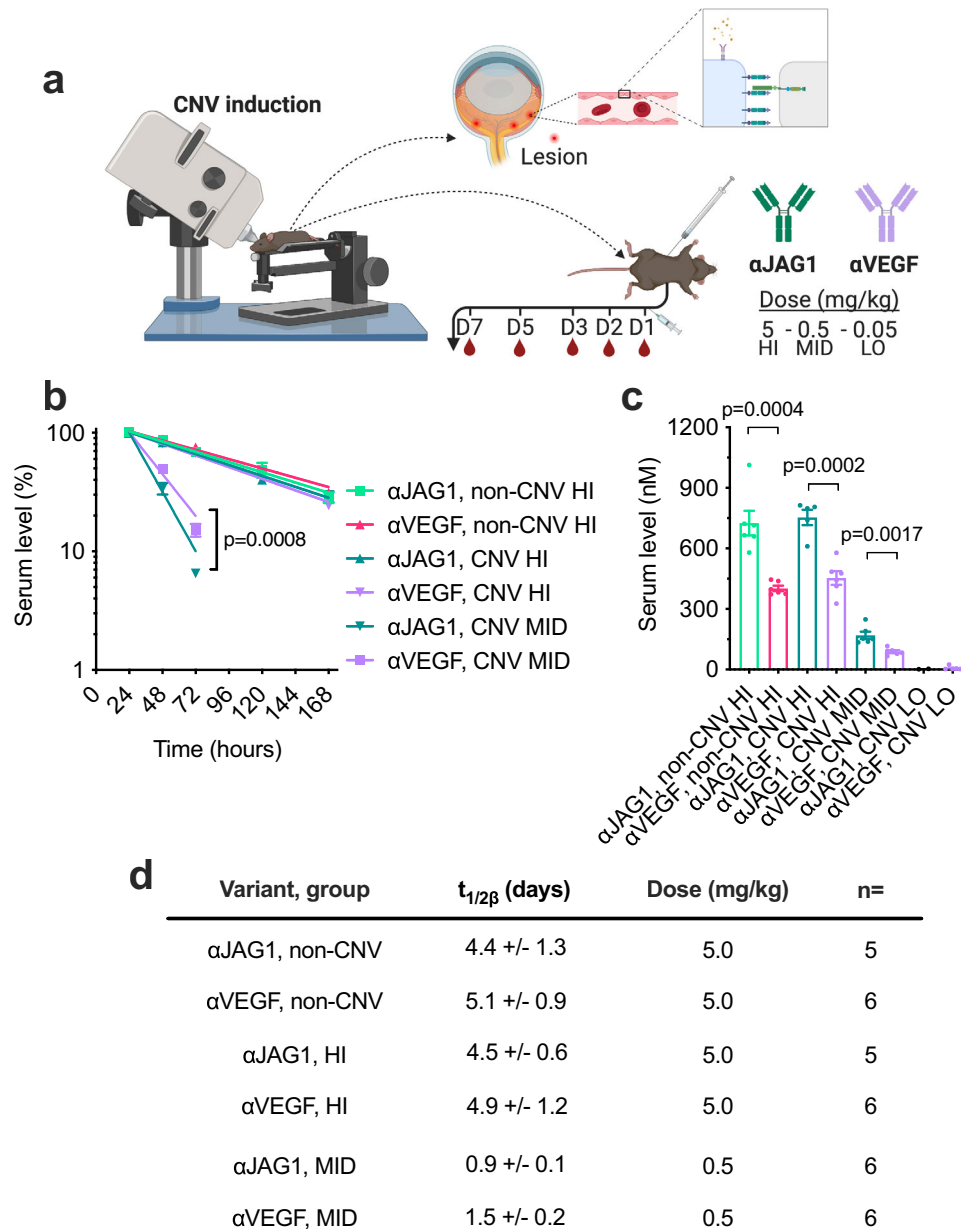 a
CNV induction
Lesion
αJAG1
αVEGF
Dose (mg/kg)
5 - 0.5 - 0.05
HI MID LO
D7 D5 D3 D2 D1
b
Serum level (%)
100
10
1
0 24 48 72 96 120 144 168
Time (hours)
p=0.0008
αJAG1, non-CNV HI
αVEGF, non-CNV HI
αJAG1, CNV HI
αVEGF, CNV HI
αJAG1, CNV MID
αVEGF, CNV MID
c
Serum level (nM)
1200
900
600
300
0
p=0.0004
p=0.0002
p=0.0017
αJAG1, non-CNV HI
αVEGF, non-CNV HI
αJAG1, CNV HI
αVEGF, CNV HI
αJAG1, CNV MID
αVEGF, CNV MID
αJAG1, CNV LO
αVEGF, CNV LO
d
Variant, group t1/2β (days) Dose (mg/kg) n=
αJAG1, non-CNV 4.4 +/- 1.3 5.0 5
αVEGF, non-CNV 5.1 +/- 0.9 5.0 6
αJAG1, HI 4.5 +/- 0.6 5.0 5
αVEGF, HI 4.9 +/- 1.2 5.0 6
αJAG1, MID 0.9 +/- 0.1 0.5 6
αVEGF, MID 1.5 +/- 0.2 0.5 6